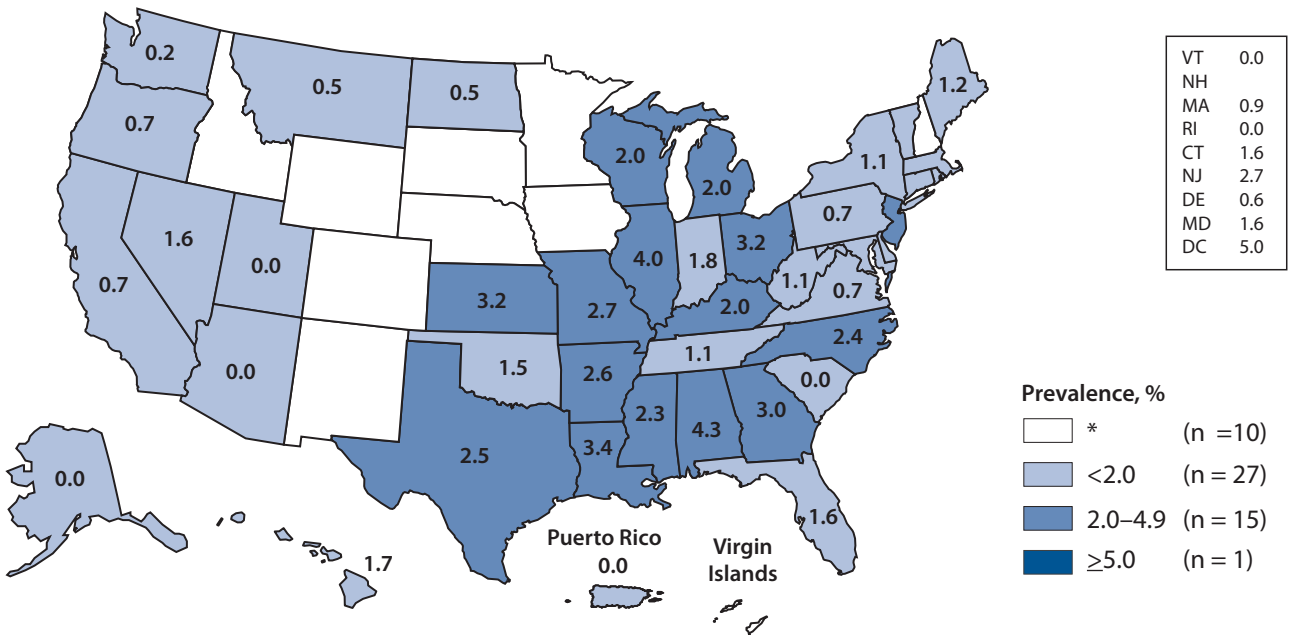 0.2
0.5
0.5
0.7
1.2
2.0
2.0
1.1
0.7
1.6
0.0
0.7
3.2
4.0
1.8
3.2
1.1
0.7
2.7
2.0
0.0
1.5
2.6
1.1
2.4
0.0
2.5
3.4
2.3
4.3
3.0
1.6
0.0
1.7
Puerto Rico
0.0
Virgin
Islands
VT 0.0
NH
MA 0.9
RI 0.0
CT 1.6
NJ 2.7
DE 0.6
MD 1.6
DC 5.0
Prevalence, %
* (n =10)
<2.0 (n = 27)
2.0–4.9 (n = 15)
≥5.0 (n = 1)